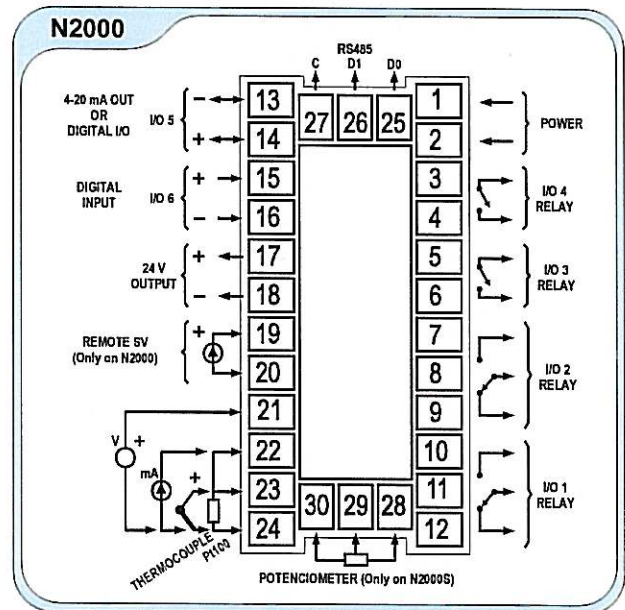 N2000
RS485
C D1 D0
4-20 mA OUT
OR
DIGITAL I/O
I/O 5
−
+
13
14
27 26 25
1
2
POWER
DIGITAL
INPUT
I/O 6
+
−
15
16
3
4
I/O 4
RELAY
24 V
OUTPUT
+
−
17
18
5
6
I/O 3
RELAY
REMOTE SV
(Only on N2000)
+
19
20
7
8
9
I/O 2
RELAY
V +
mA
+
21
22
23
24
10
11
12
I/O 1
RELAY
30 29 28
THERMOCOUPLE
Pt100
POTENCIOMETER (Only on N2000S)